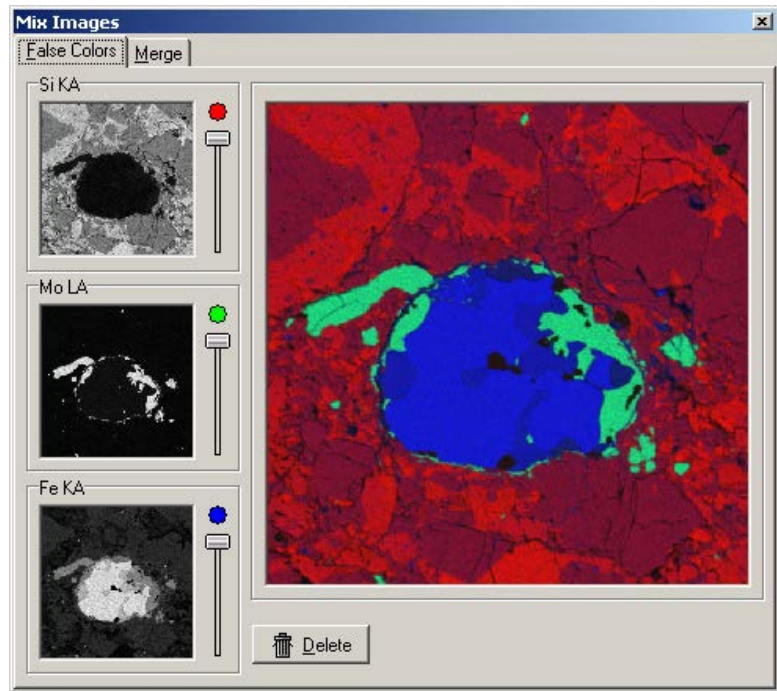 Mix Images
False Colors
Merge
Si KA
Mo LA
Fe KA
Delete